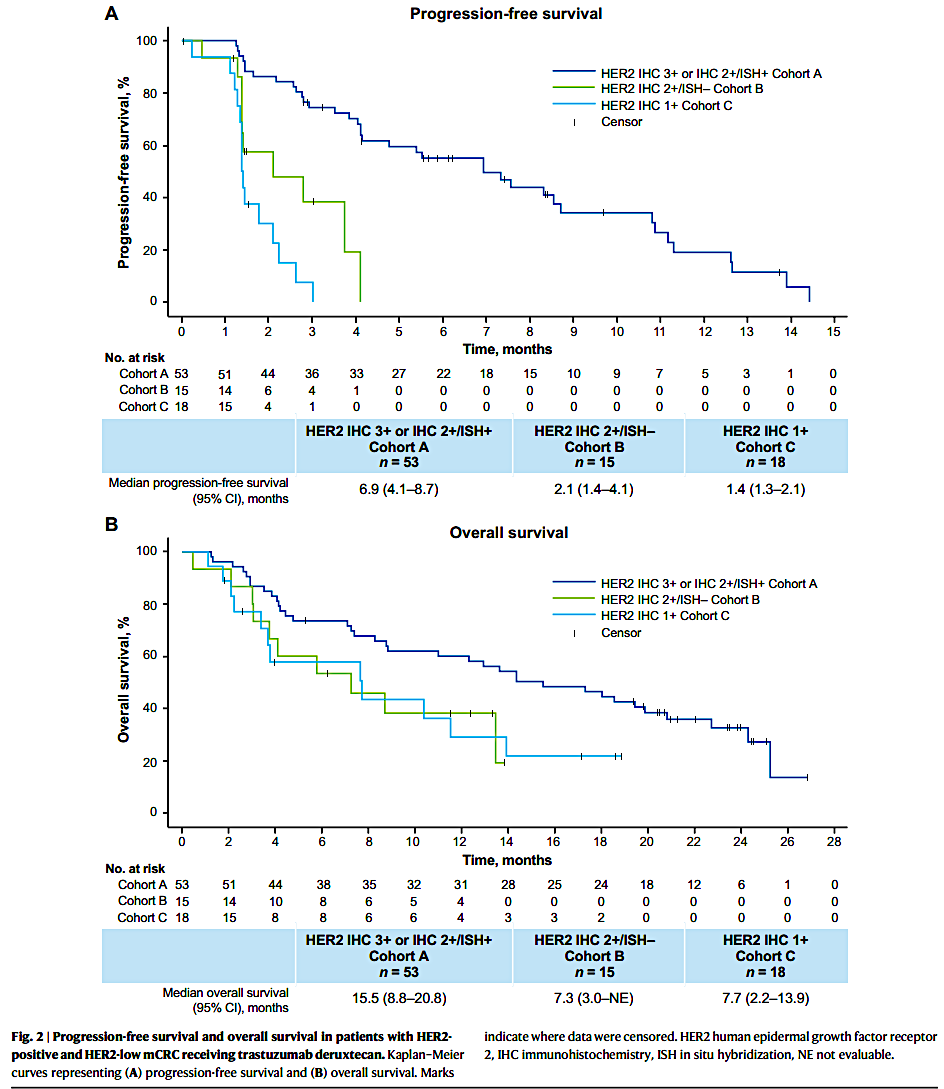 A
Progression-free survival
Progression-free survival, %
100
80
60
40
20
0
HER2 IHC 3+ or IHC 2+/ISH+ Cohort A
HER2 IHC 2+/ISH– Cohort B
HER2 IHC 1+ Cohort C
Censor
0 1 2 3 4 5 6 7 8 9 10 11 12 13 14 15
Time, months
No. at risk
Cohort A 53 51 44 36 33 27 22 18 15 10 9 7 5 3 1 0
Cohort B 15 14 6 4 1 0 0 0 0 0 0 0 0 0 0 0
Cohort C 18 15 4 1 0 0 0 0 0 0 0 0 0 0 0 0
HER2 IHC 3+ or IHC 2+/ISH+ HER2 IHC 2+/ISH– HER2 IHC 1+
Cohort A Cohort B Cohort C
n = 53 n = 15 n = 18
Median progression-free survival
(95% CI), months
6.9 (4.1–8.7) 2.1 (1.4–4.1) 1.4 (1.3–2.1)
B
Overall survival
Overall survival, %
100
80
60
40
20
0
HER2 IHC 3+ or IHC 2+/ISH+ Cohort A
HER2 IHC 2+/ISH– Cohort B
HER2 IHC 1+ Cohort C
Censor
0 2 4 6 8 10 12 14 16 18 20 22 24 26 28
Time, months
No. at risk
Cohort A 53 51 44 38 35 32 31 28 25 24 18 12 6 1 0
Cohort B 15 14 10 8 6 5 4 0 0 0 0 0 0 0 0
Cohort C 18 15 8 8 6 6 4 3 3 2 0 0 0 0 0
HER2 IHC 3+ or IHC 2+/ISH+ HER2 IHC 2+/ISH– HER2 IHC 1+
Cohort A Cohort B Cohort C
n = 53 n = 15 n = 18
Median overall survival
(95% CI), months
15.5 (8.8–20.8) 7.3 (3.0–NE) 7.7 (2.2–13.9)
Fig. 2 | Progression-free survival and overall survival in patients with HER2-
positive and HER2-low mCRC receiving trastuzumab deruxtecan. Kaplan–Meier
curves representing (A) progression-free survival and (B) overall survival. Marks
indicate where data were censored. HER2 human epidermal growth factor receptor
2, IHC immunohistochemistry, ISH in situ hybridization, NE not evaluable.